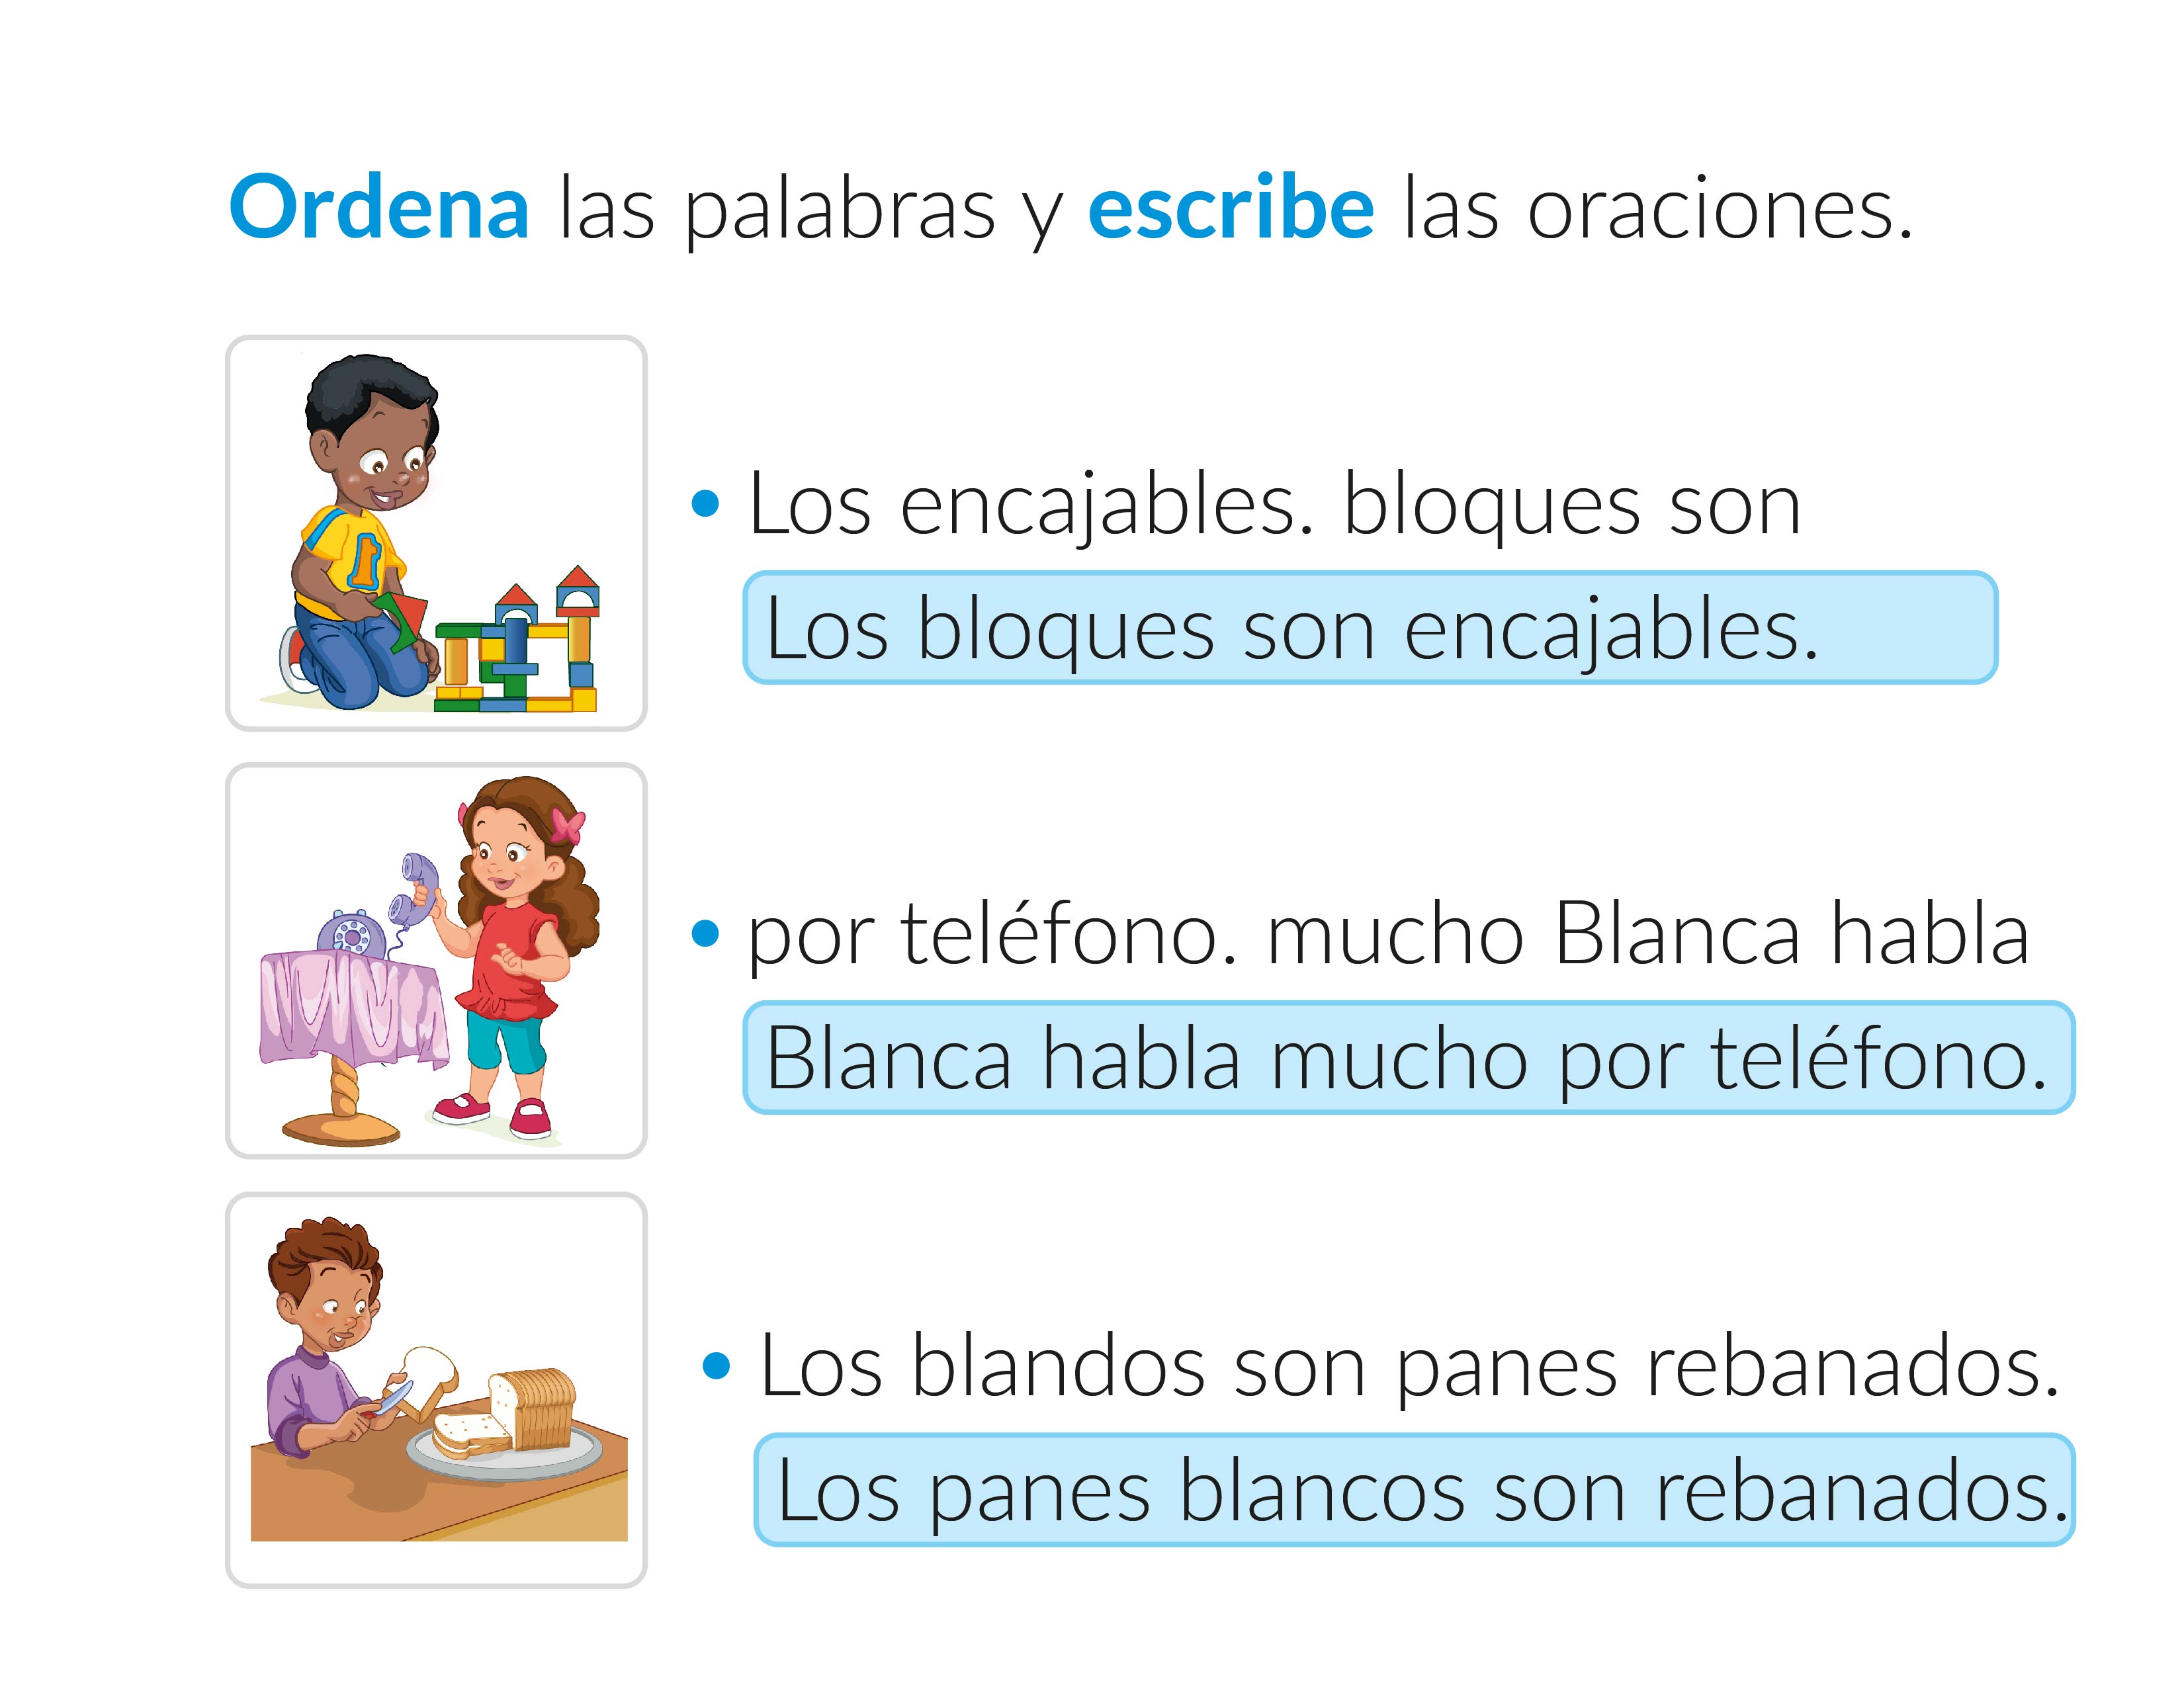 Ordena las palabras y escribe las oraciones.
• Los encajables. bloques son
Los bloques son encajables.
• por teléfono. mucho Blanca habla
Blanca habla mucho por teléfono.
• Los blandos son panes rebanados.
Los panes blancos son rebanados.